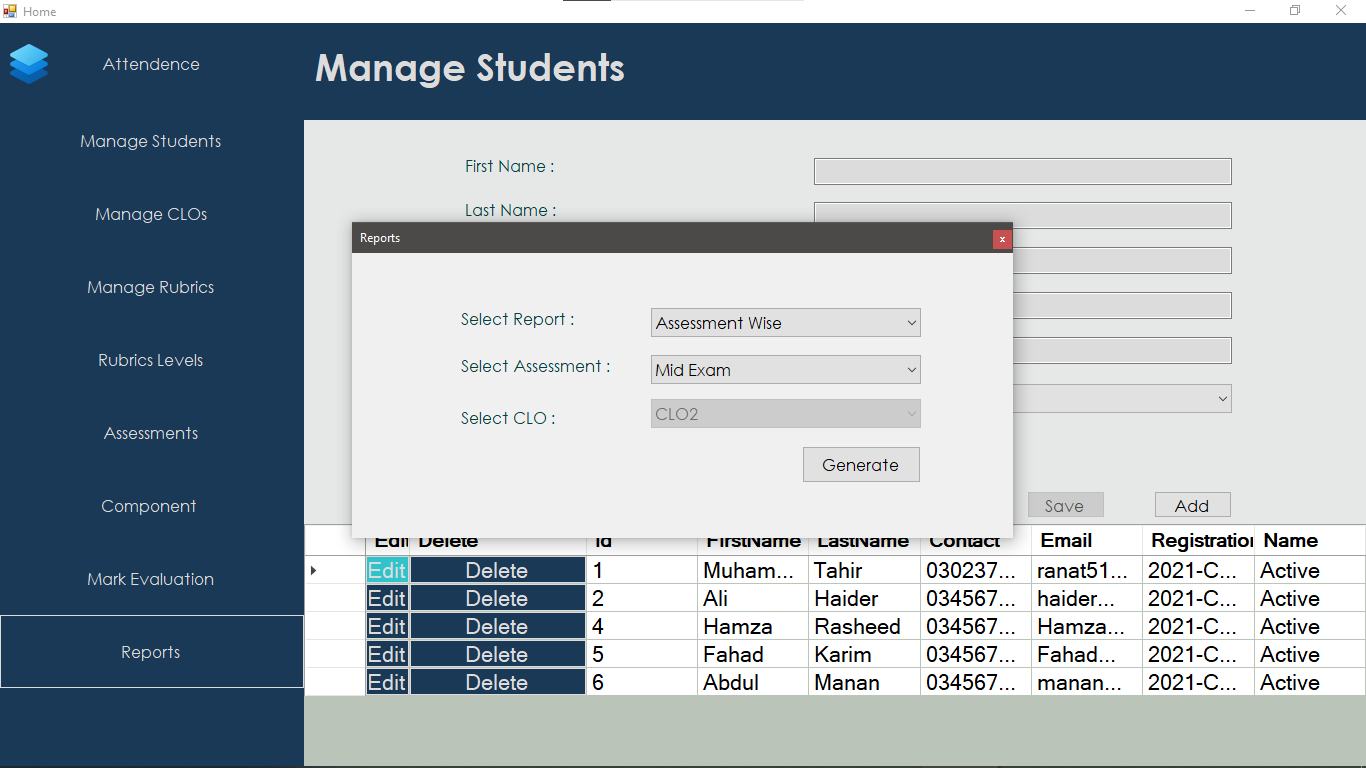 Home
Attendence
Manage Students
Manage Students
Manage CLOs
Manage Rubrics
Rubrics Levels
Assessments
Component
Mark Evaluation
Reports
First Name :
Last Name :
Reports
x
Select Report :
Assessment Wise
Select Assessment :
Mid Exam
Select CLO :
CLO2
Generate
Save
Add
Edit Delete Id FirstName LastName Contact Email Registration Name
Edit Delete 1 Muham... Tahir 030237... ranat51... 2021-C... Active
Edit Delete 2 Ali Haider 034567... haider... 2021-C... Active
Edit Delete 4 Hamza Rasheed 034567... Hamza... 2021-C... Active
Edit Delete 5 Fahad Karim 034567... Fahad... 2021-C... Active
Edit Delete 6 Abdul Manan 034567... manan... 2021-C... Active